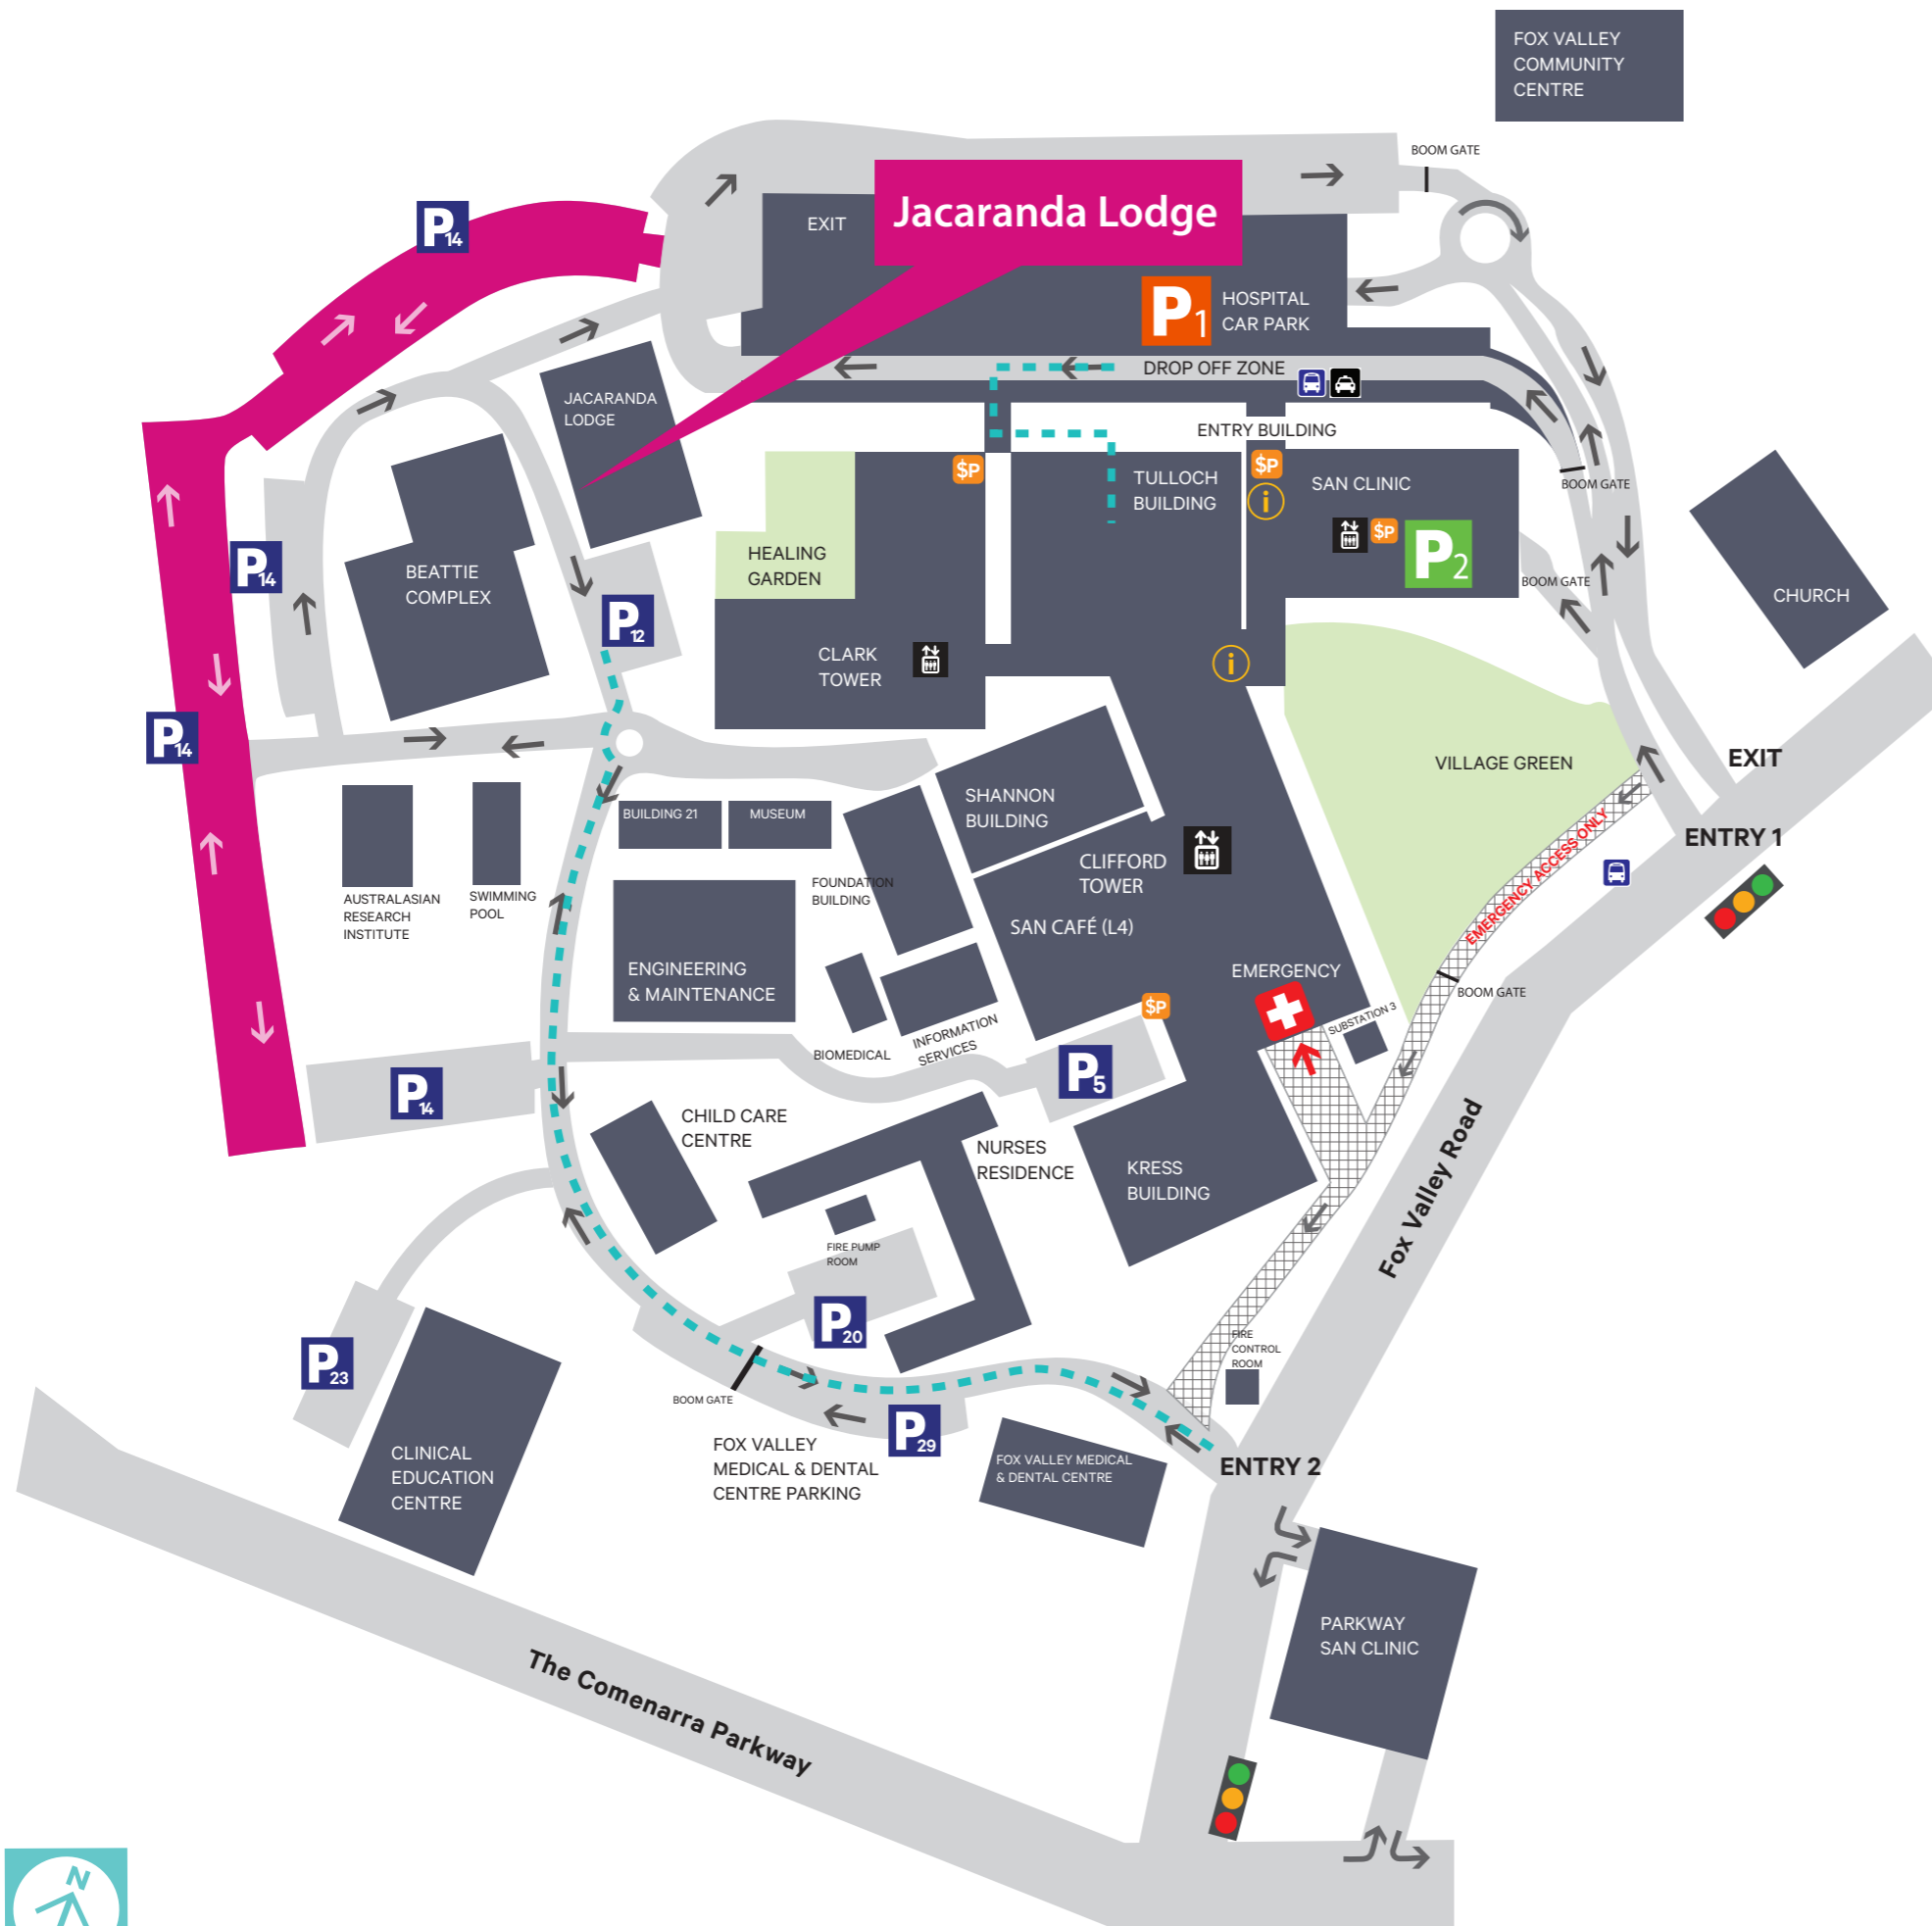 FOX VALLEY
COMMUNITY
CENTRE
BOOM GATE
Jacaranda Lodge
EXIT
P14
P1
HOSPITAL
CAR PARK
DROP OFF ZONE
JACARANDA
LODGE
ENTRY BUILDING
$P
TULLOCH
BUILDING
$P
i
SAN CLINIC
BOOM GATE
$P
P2
HEALING
GARDEN
P14
BEATTIE
COMPLEX
BOOM GATE
CHURCH
P12
CLARK
TOWER
i
P14
VILLAGE GREEN
EXIT
SHANNON
BUILDING
BUILDING 21
MUSEUM
ENTRY 1
EMERGENCY ACCESS ONLY
CLIFFORD
TOWER
FOUNDATION
BUILDING
AUSTRALASIAN
RESEARCH
INSTITUTE
SWIMMING
POOL
SAN CAFÉ (L4)
ENGINEERING
& MAINTENANCE
EMERGENCY
BOOM GATE
$P
SUBSTATION 3
INFORMATION
SERVICES
BIOMEDICAL
P5
P14
CHILD CARE
CENTRE
NURSES
RESIDENCE
KRESS
BUILDING
Fox Valley Road
FIRE PUMP
ROOM
P20
P23
FIRE
CONTROL
ROOM
BOOM GATE
P29
FOX VALLEY
MEDICAL & DENTAL
CENTRE PARKING
FOX VALLEY MEDICAL
& DENTAL CENTRE
ENTRY 2
CLINICAL
EDUCATION
CENTRE
PARKWAY
SAN CLINIC
The Comenarra Parkway
N